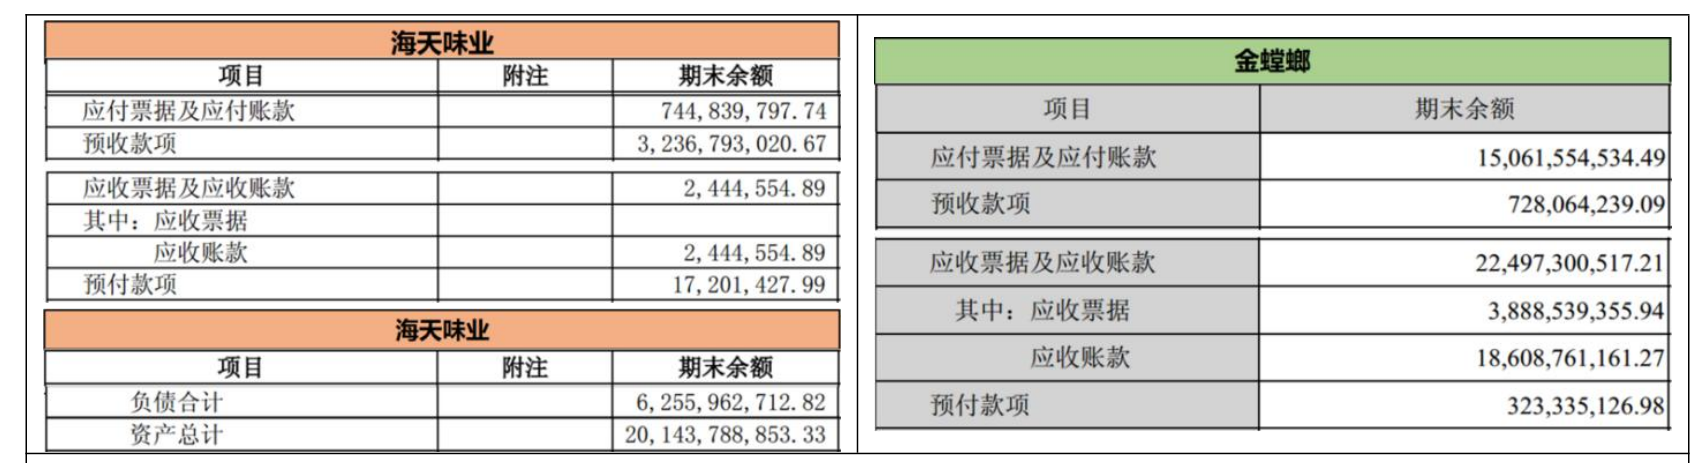 海天味业
项目 附注 期末余额
应付票据及应付账款 744,839,797.74
预收款项 3,236,793,020.67
应收票据及应收账款 2,444,554.89
其中：应收票据
应收账款 2,444,554.89
预付款项 17,201,427.99
海天味业
项目 附注 期末余额
负债合计 6,255,962,712.82
资产总计 20,143,788,853.33
金螳螂
项目 期末余额
应付票据及应付账款 15,061,554,534.49
预收款项 728,064,239.09
应收票据及应收账款 22,497,300,517.21
其中：应收票据 3,888,539,355.94
应收账款 18,608,761,161.27
预付款项 323,335,126.98